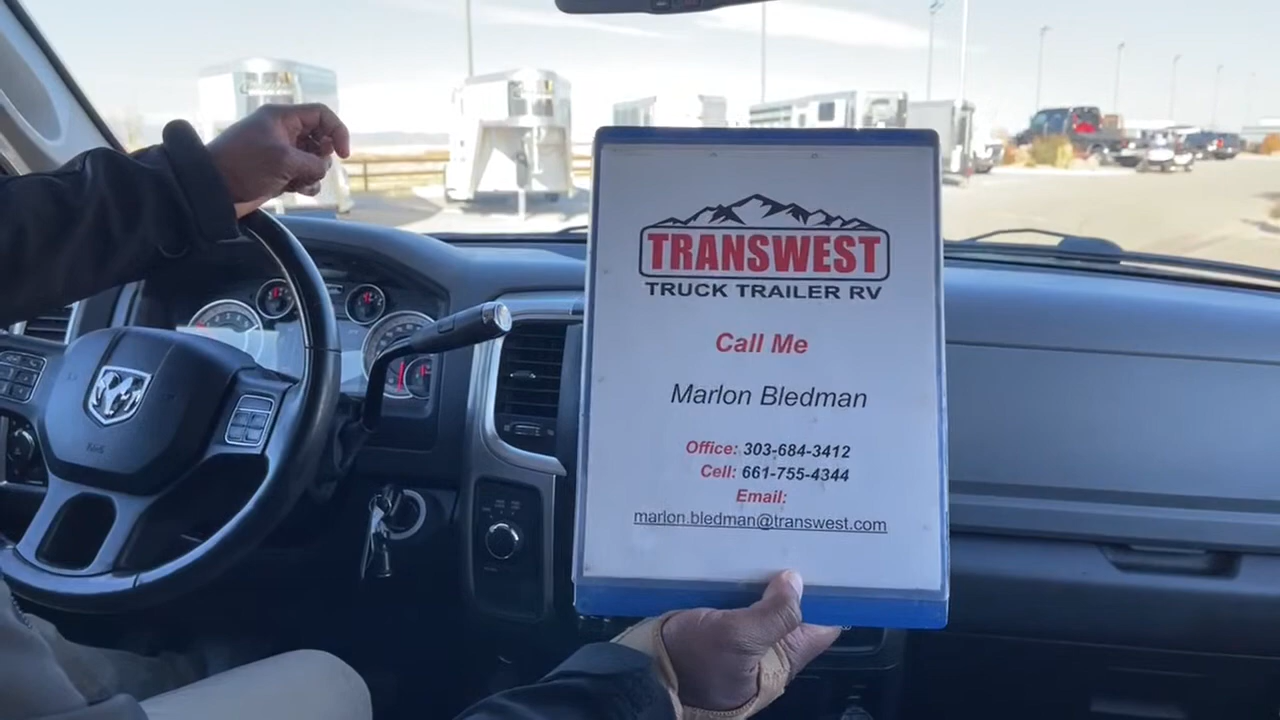 TRANSWEST
TRUCK TRAILER RV
Call Me
Marlon Bledman
Office: 303-684-3412
Cell: 661-755-4344
Email:
marlon.bledman@transwest.com